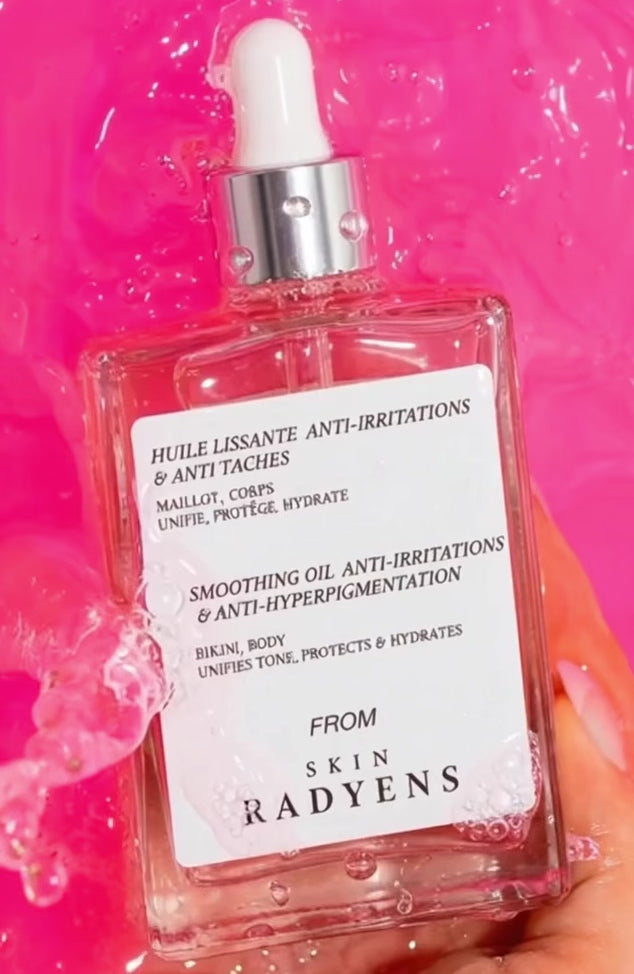 HUILE LISSANTE ANTI-IRRITATIONS
& ANTI TACHES
MAILLOT, CORPS
UNIFIE, PROTÈGE, HYDRATE
SMOOTHING OIL ANTI-IRRITATIONS
& ANTI-HYPERPIGMENTATION
BIKINI, BODY
UNIFIES TONE, PROTECTS & HYDRATES
FROM
SKIN
RADYENS